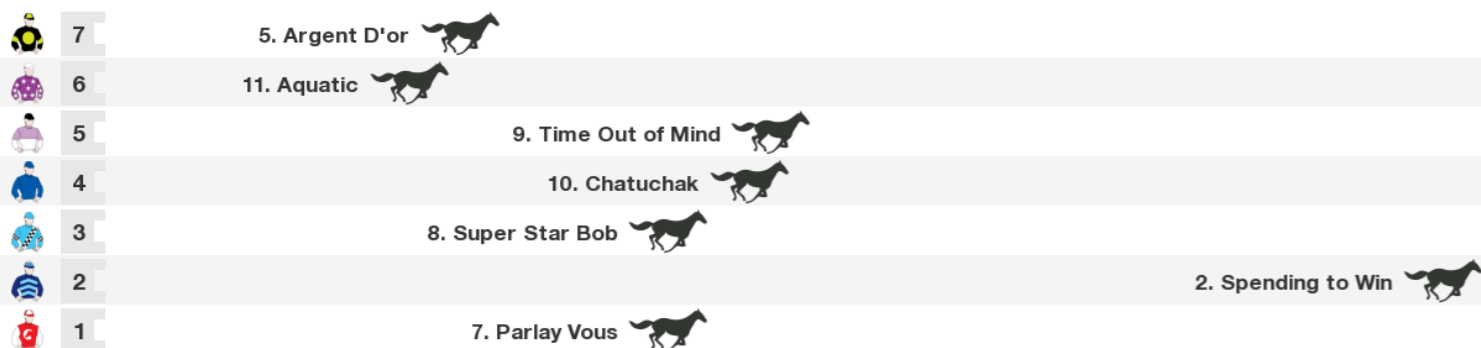 7 5. Argent D'or
6 11. Aquatic
5 9. Time Out of Mind
4 10. Chatuchak
3 8. Super Star Bob
2 2. Spending to Win
1 7. Parlay Vous